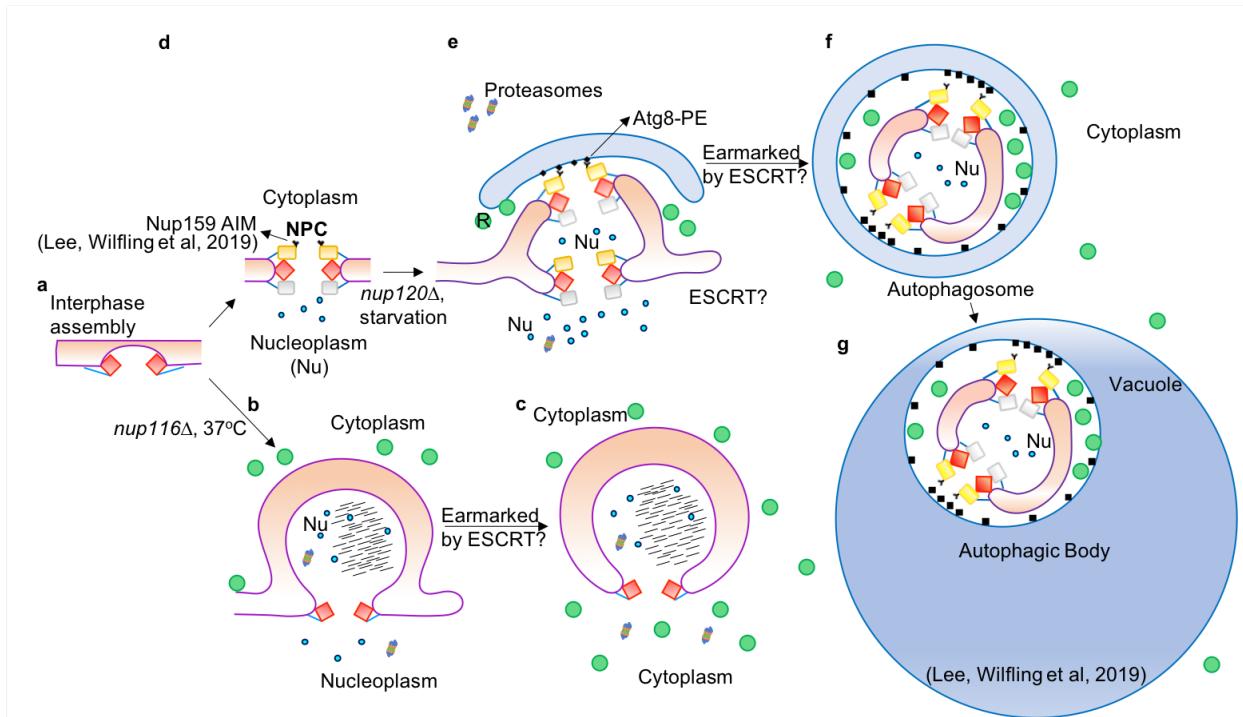 d
e
f
Proteasomes
Atg8-PE
Cytoplasm
Earmarked
by ESCRT?
Nu
Cytoplasm
Nup159 AIM
NPC
(Lee, Wilfling et al, 2019)
R
Nu
a
Interphase
assembly
nup120Δ,
starvation
ESCRT?
Autophagosome
Nucleoplasm
(Nu)
Nu
g
Vacuole
b
c
nup116Δ, 37ºC
Cytoplasm
Cytoplasm
Nu
Nu
Earmarked
by ESCRT?
Autophagic Body
Nucleoplasm
Cytoplasm
(Lee, Wilfling et al, 2019)